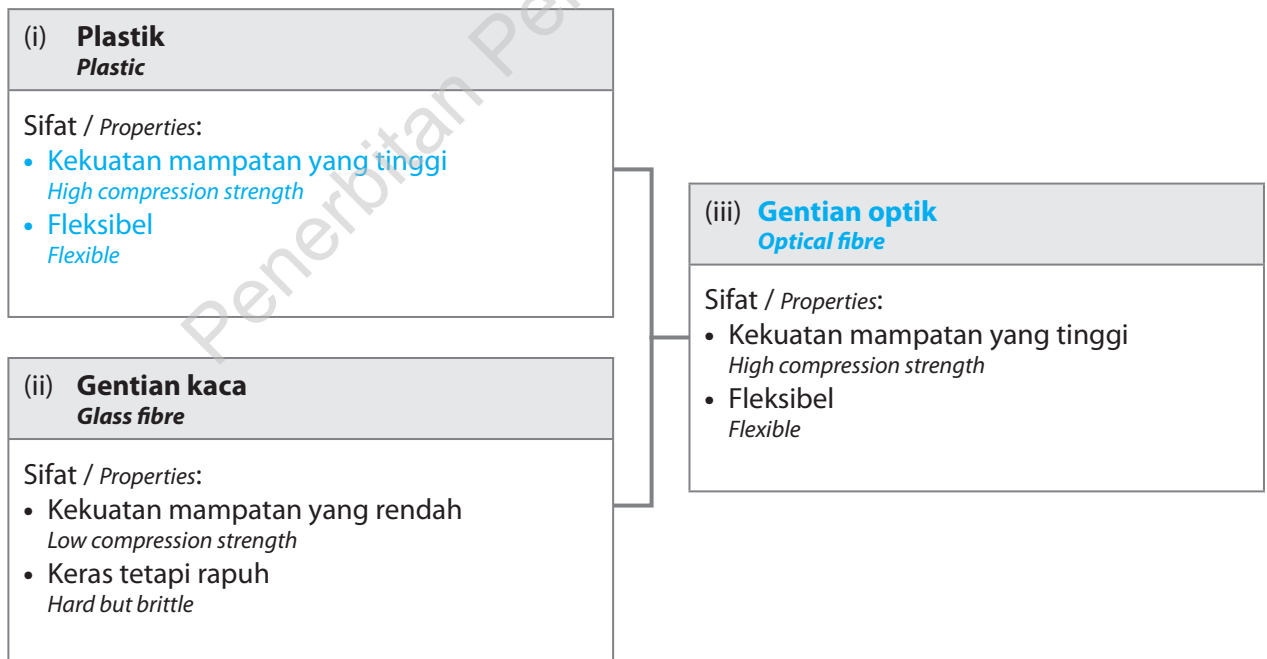 (i) Plastik
Plastic
Sifat / Properties:
• Kekuatan mampatan yang tinggi
High compression strength
• Fleksibel
Flexible
(ii) Gentian kaca
Glass fibre
Sifat / Properties:
• Kekuatan mampatan yang rendah
Low compression strength
• Keras tetapi rapuh
Hard but brittle
(iii) Gentian optik
Optical fibre
Sifat / Properties:
• Kekuatan mampatan yang tinggi
High compression strength
• Fleksibel
Flexible
Penerbitan